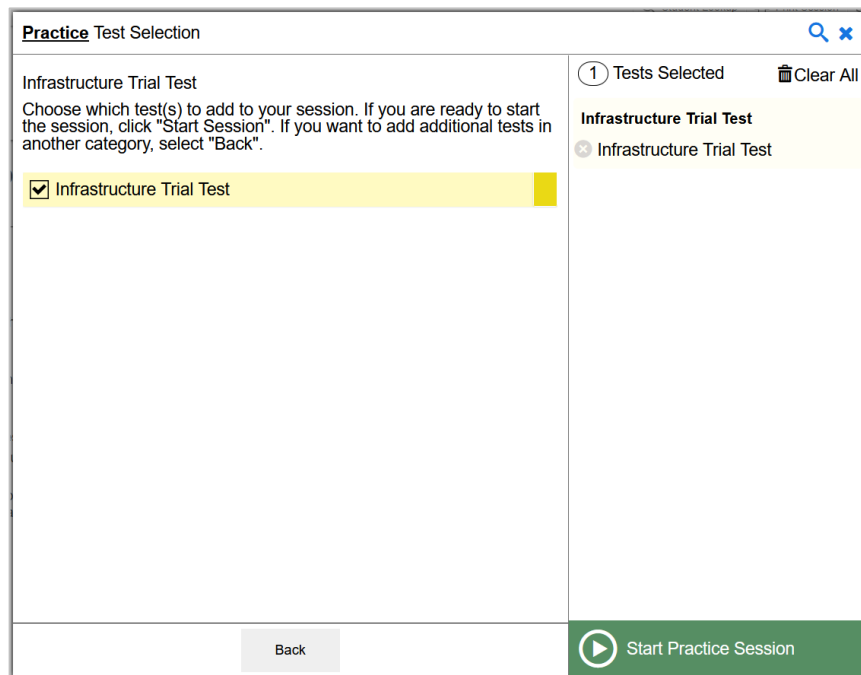 Practice Test Selection
Infrastructure Trial Test
Choose which test(s) to add to your session. If you are ready to start
the session, click "Start Session". If you want to add additional tests in
another category, select "Back".
Infrastructure Trial Test
Back
1 Tests Selected
Clear All
Infrastructure Trial Test
Infrastructure Trial Test
Start Practice Session